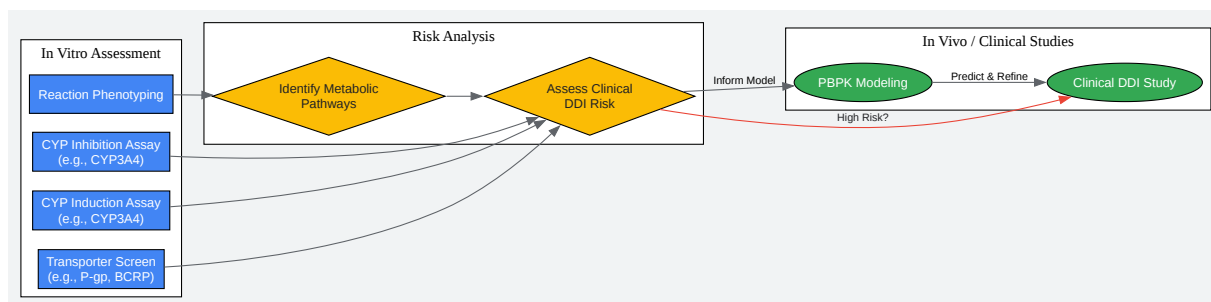 In Vitro Assessment
Reaction Phenotyping
CYP Inhibition Assay
(e.g., CYP3A4)
CYP Induction Assay
(e.g., CYP3A4)
Transporter Screen
(e.g., P-gp, BCRP)
Risk Analysis
Identify Metabolic
Pathways
Assess Clinical
DDI Risk
Inform Model
High Risk?
In Vivo / Clinical Studies
PBPK Modeling
Predict & Refine
Clinical DDI Study